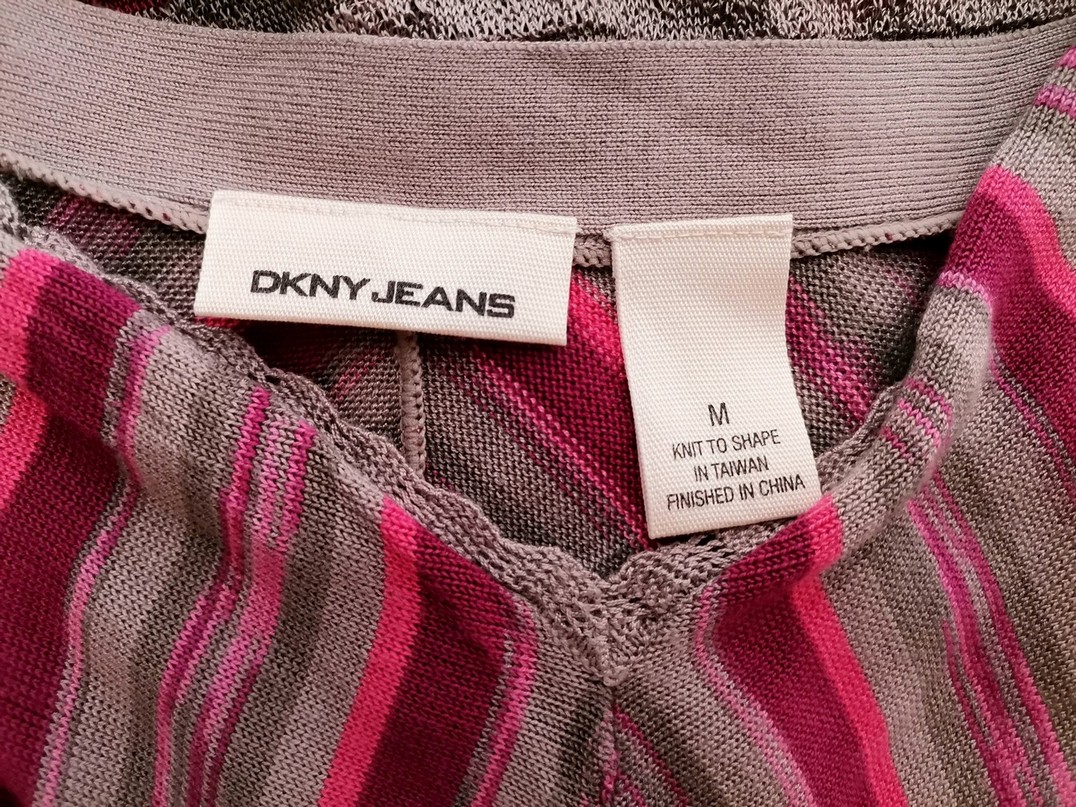 DKNY JEANS
M
KNIT TO SHAPE
IN TAIWAN
FINISHED IN CHINA